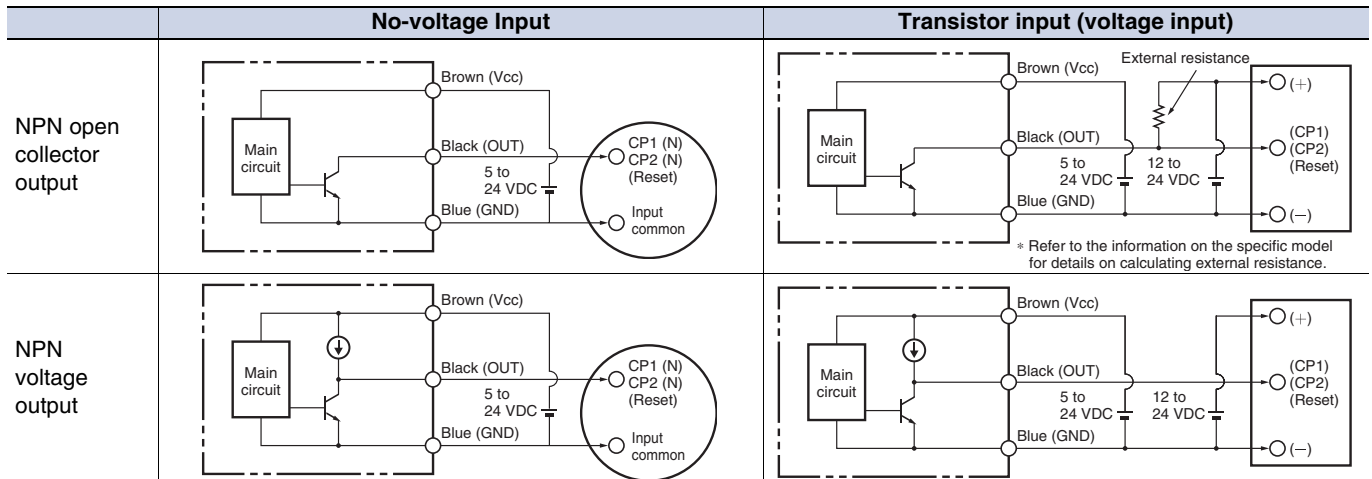 No-voltage Input
Transistor input (voltage input)
NPN open
collector
output
Main
circuit
Brown (Vcc)
Black (OUT)
5 to
24 VDC
Blue (GND)
CP1 (N)
CP2 (N)
(Reset)
Input
common
Main
circuit
Brown (Vcc)
External resistance
Black (OUT)
5 to
24 VDC
12 to
24 VDC
Blue (GND)
(+)
(CP1)
(CP2)
(Reset)
(−)
* Refer to the information on the specific model
for details on calculating external resistance.
NPN
voltage
output
Main
circuit
Brown (Vcc)
Black (OUT)
5 to
24 VDC
Blue (GND)
CP1 (N)
CP2 (N)
(Reset)
Input
common
Main
circuit
Brown (Vcc)
Black (OUT)
5 to
24 VDC
12 to
24 VDC
Blue (GND)
(+)
(CP1)
(CP2)
(Reset)
(−)